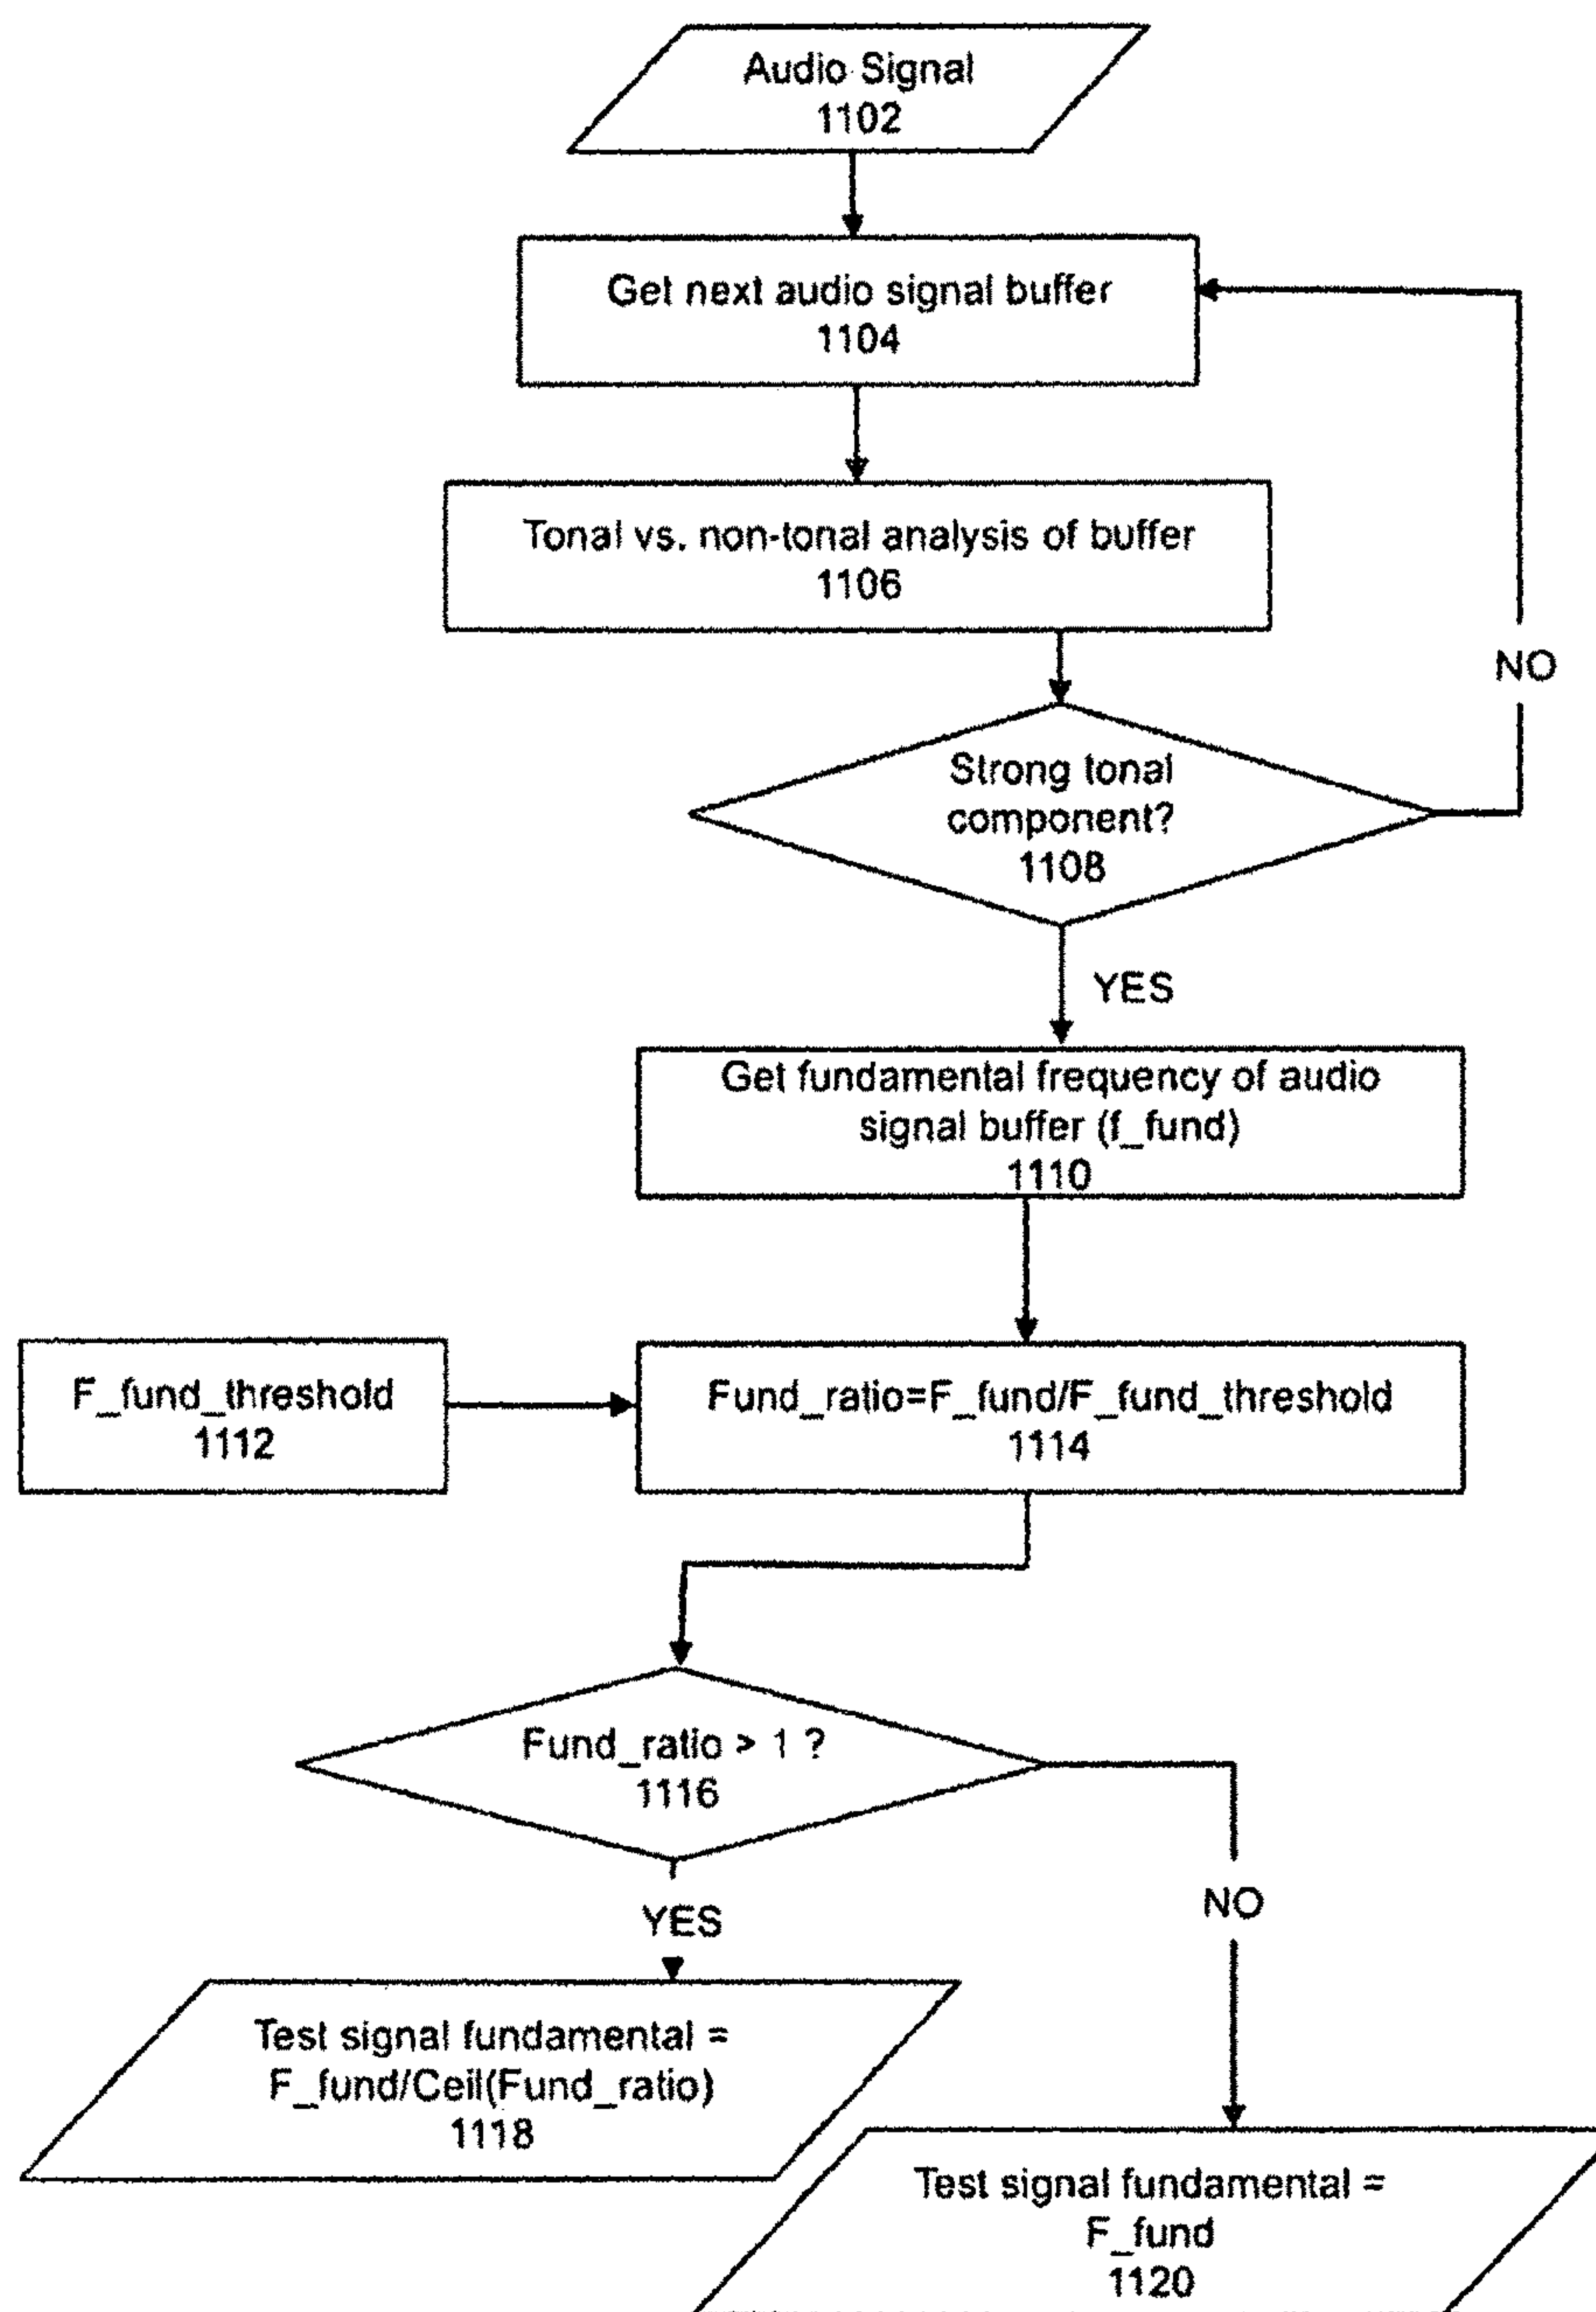 Audio Signal
1102
Get next audio signal buffer
1104
Tonal vs. non-tonal analysis of buffer
1106
NO
Strong tonal
component?
1108
YES
Get fundamental frequency of audio
signal buffer (f_fund)
1110
F_fund_threshold
1112
Fund_ratio=F_fund/F_fund_threshold
1114
Fund_ratio > 1 ?
1116
YES
NO
Test signal fundamental =
F_fund/Ceil(Fund_ratio)
1118
Test signal fundamental =
F_fund
1120